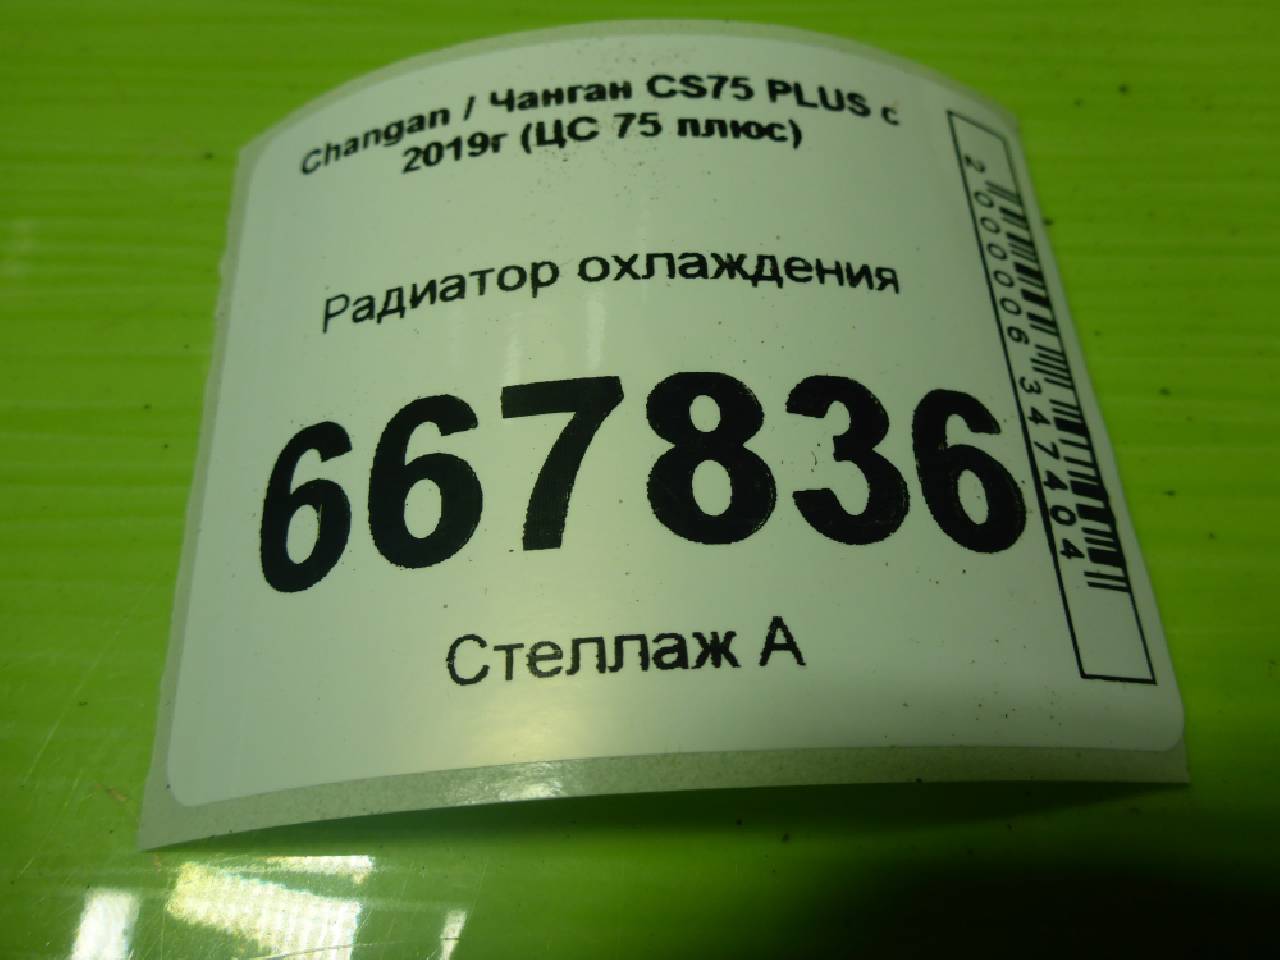 Changan / Чанган CS75 PLUS с
2019г (ЦС 75 плюс)
Радиатор охлаждения
667836
Стеллаж А
2000006347404